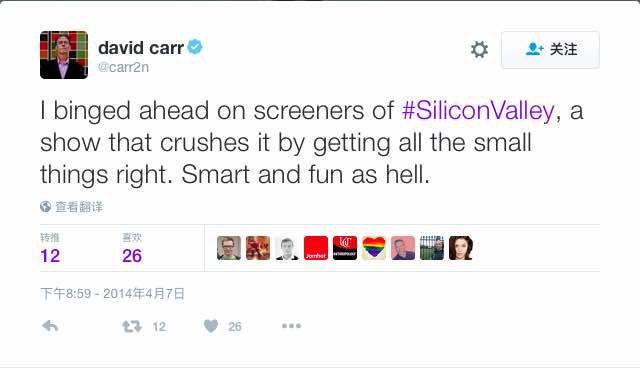 david carr
@carr2n
关注
I binged ahead on screeners of #SiliconValley, a
show that crushes it by getting all the small
things right. Smart and fun as hell.
查看翻译
转推 喜欢
12 26
Jamhot
下午8:59 - 2014年4月7日
12 26